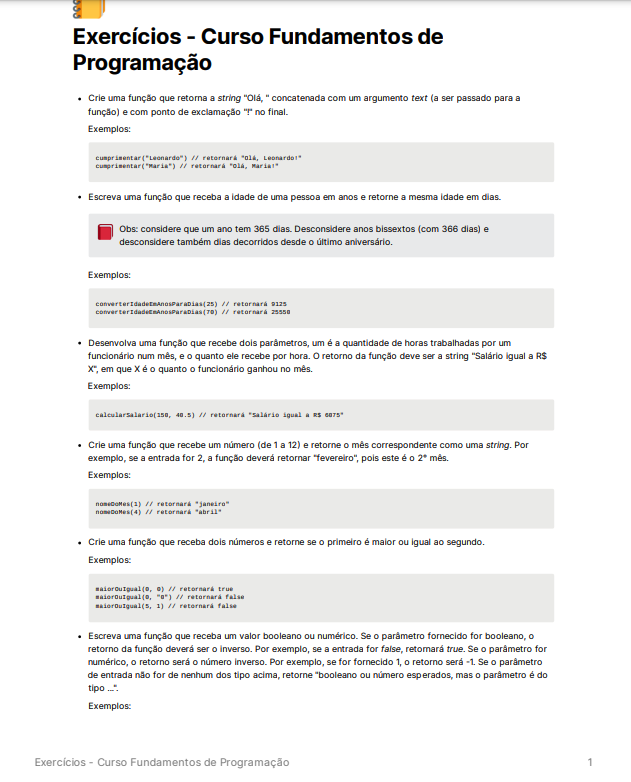 Exercícios - Curso Fundamentos de
Programação
• Crie uma função que retorna a string "Olá, " concatenada com um argumento text (a ser passado para a
função) e com ponto de exclamação "!" no final.
Exemplos:
cumprimentar("Leonardo") // retornará "Olá, Leonardo!"
cumprimentar("Maria") // retornará "Olá, Maria!"
• Escreva uma função que receba a idade de uma pessoa em anos e retorne a mesma idade em dias.
Obs: considere que um ano tem 365 dias. Desconsidere anos bissextos (com 366 dias) e
desconsidere também dias decorridos desde o último aniversário.
Exemplos:
converterIdadeEmAnosParaDias(25) // retornará 9125
converterIdadeEmAnosParaDias(70) // retornará 25550
• Desenvolva uma função que recebe dois parâmetros, um é a quantidade de horas trabalhadas por um
funcionário num mês, e o quanto ele recebe por hora. O retorno da função deve ser a string "Salário igual a R$
X", em que X é o quanto o funcionário ganhou no mês.
Exemplos:
calcularSalario(150, 40.5) // retornará "Salário igual a R$ 6075"
• Crie uma função que recebe um número (de 1 a 12) e retorne o mês correspondente como uma string. Por
exemplo, se a entrada for 2, a função deverá retornar "fevereiro", pois este é o 2° mês.
Exemplos:
nomeDoMes(1) // retornará "janeiro"
nomeDoMes(4) // retornará "abril"
• Crie uma função que receba dois números e retorne se o primeiro é maior ou igual ao segundo.
Exemplos:
maiorOuIgual(0, 0) // retornará true
maiorOuIgual(0, "0") // retornará false
maiorOuIgual(5, 1) // retornará false
• Escreva uma função que receba um valor booleano ou numérico. Se o parâmetro fornecido for booleano, o
retorno da função deverá ser o inverso. Por exemplo, se a entrada for false, retornará true. Se o parâmetro for
numérico, o retorno será o número inverso. Por exemplo, se for fornecido 1, o retorno será -1. Se o parâmetro
de entrada não for de nenhum dos tipo acima, retorne "booleano ou número esperados, mas o parâmetro é do
tipo ...".
Exemplos:
Exercícios - Curso Fundamentos de Programação 1